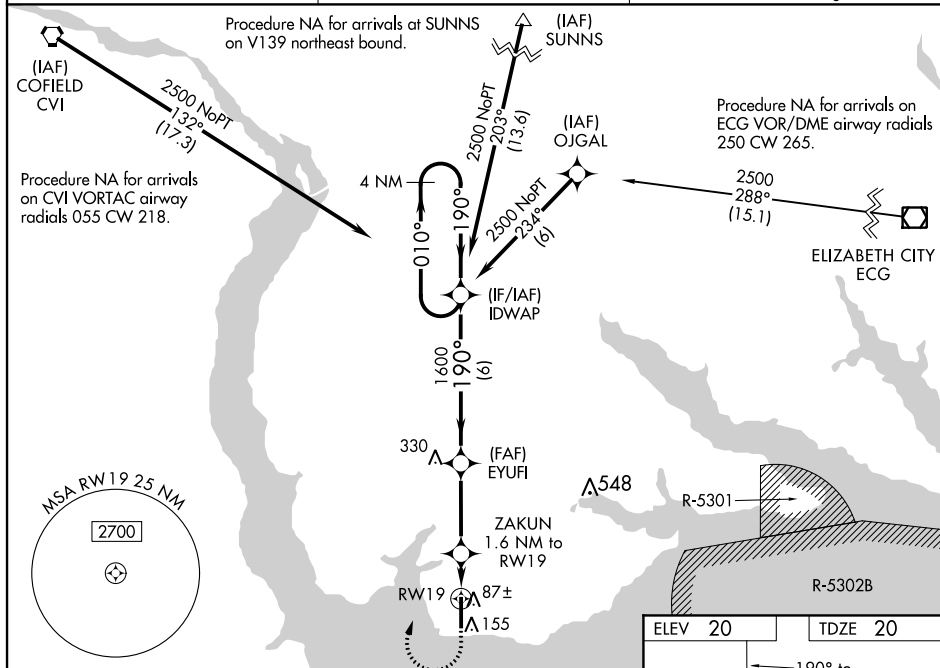 Procedure NA for arrivals at SUNNS
on V139 northeast bound.
(IAF)
SUNNS
(IAF)
COFIELD
CVI
2500 NoPT
132°
(17.3)
2500 NoPT
203°
(13.6)
(IAF)
OJGAL
Procedure NA for arrivals on
ECG VOR/DME airway radials
250 CW 265.
Procedure NA for arrivals
on CVI VORTAC airway
radials 055 CW 218.
4 NM
010°
190°
2500 NoPT
234°
(6)
2500
288°
(15.1)
ELIZABETH CITY
ECG
(IF/IAF)
IDWAP
1600
190°
(6)
330
(FAF)
EYUFI
548
R-5301
MSA RW19 25 NM
2700
ZAKUN
1.6 NM to
RW19
RW19
87±
155
R-5302B
ELEV 20
TDZE 20
190° to